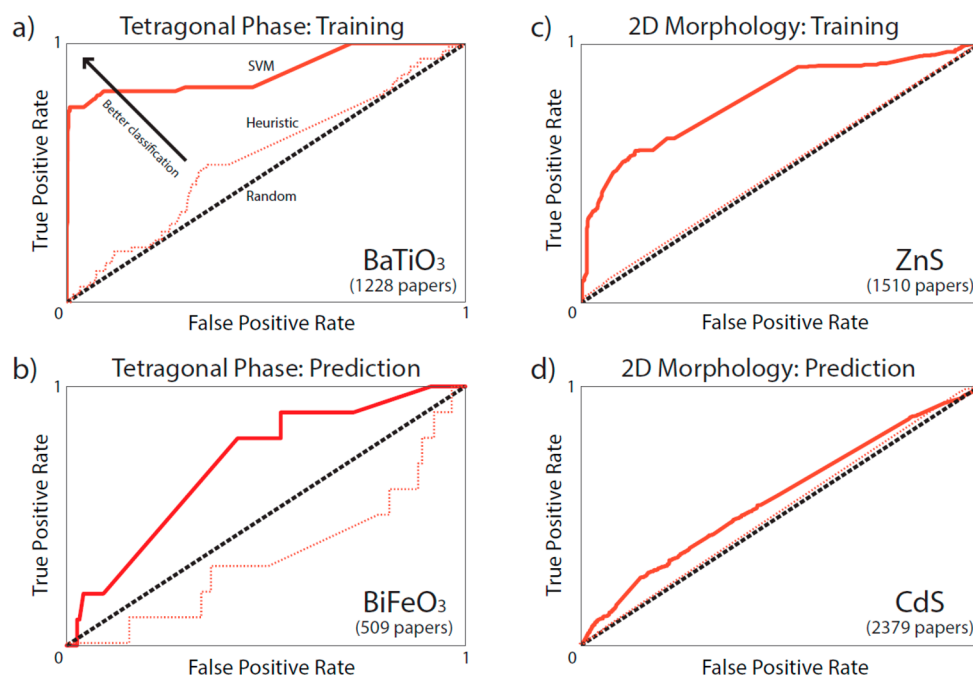 a)
Tetragonal Phase: Training
1
True Positive Rate
SVM
Better classification
Heuristic
Random
BaTiO3
(1228 papers)
0
1
False Positive Rate
c)
2D Morphology: Training
1
True Positive Rate
ZnS
(1510 papers)
0
False Positive Rate
b)
Tetragonal Phase: Prediction
1
True Positive Rate
BiFeO3
(509 papers)
0
1
False Positive Rate
d)
2D Morphology: Prediction
1
True Positive Rate
CdS
(2379 papers)
0
False Positive Rate